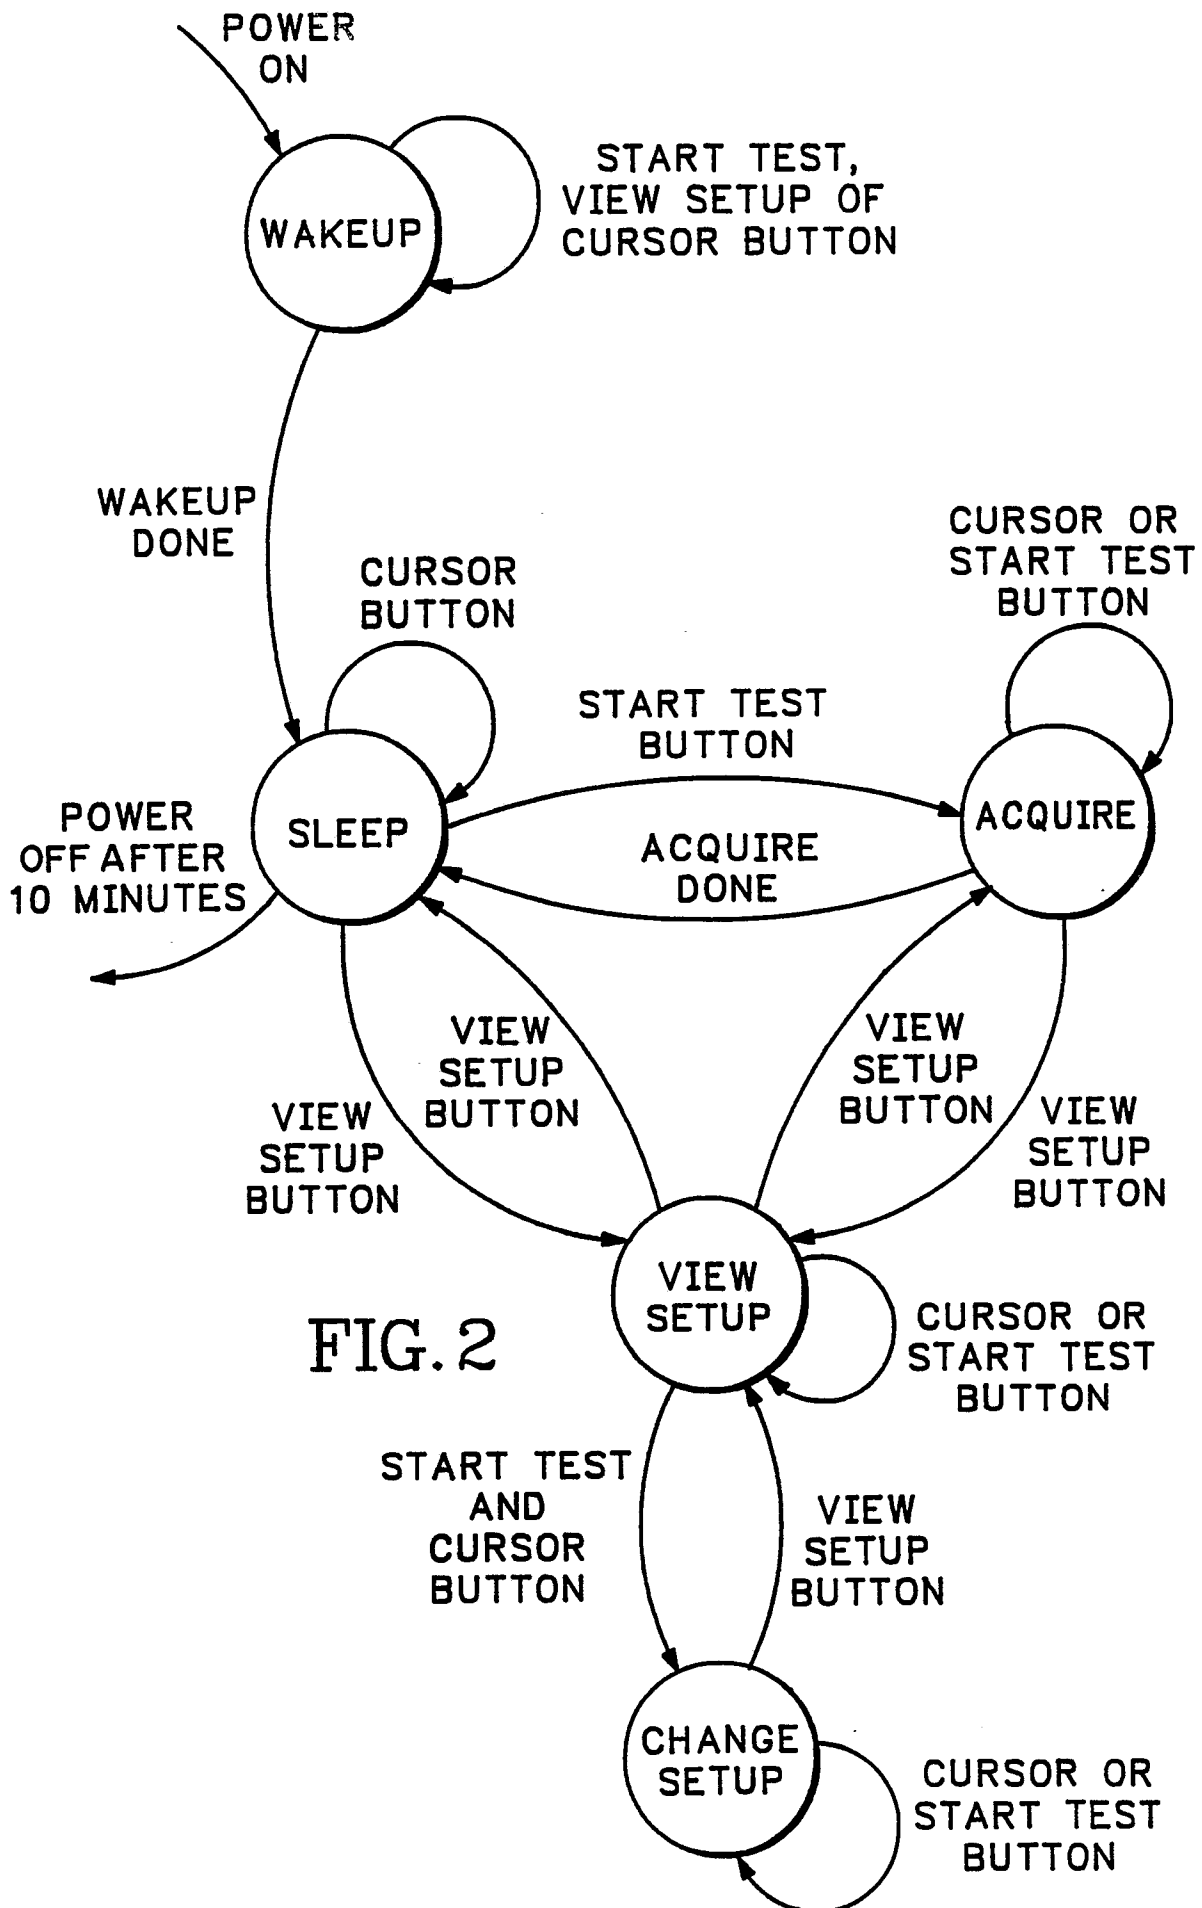 POWER
ON
WAKEUP
START TEST,
VIEW SETUP OF
CURSOR BUTTON
WAKEUP
DONE
CURSOR
BUTTON
CURSOR OR
START TEST
BUTTON
START TEST
BUTTON
SLEEP
ACQUIRE
POWER
OFF AFTER
10 MINUTES
ACQUIRE
DONE
VIEW
SETUP
BUTTON
VIEW
SETUP
BUTTON
VIEW
SETUP
BUTTON
VIEW
SETUP
BUTTON
VIEW
SETUP
FIG. 2
CURSOR OR
START TEST
BUTTON
START TEST
AND
CURSOR
BUTTON
VIEW
SETUP
BUTTON
CHANGE
SETUP
CURSOR OR
START TEST
BUTTON